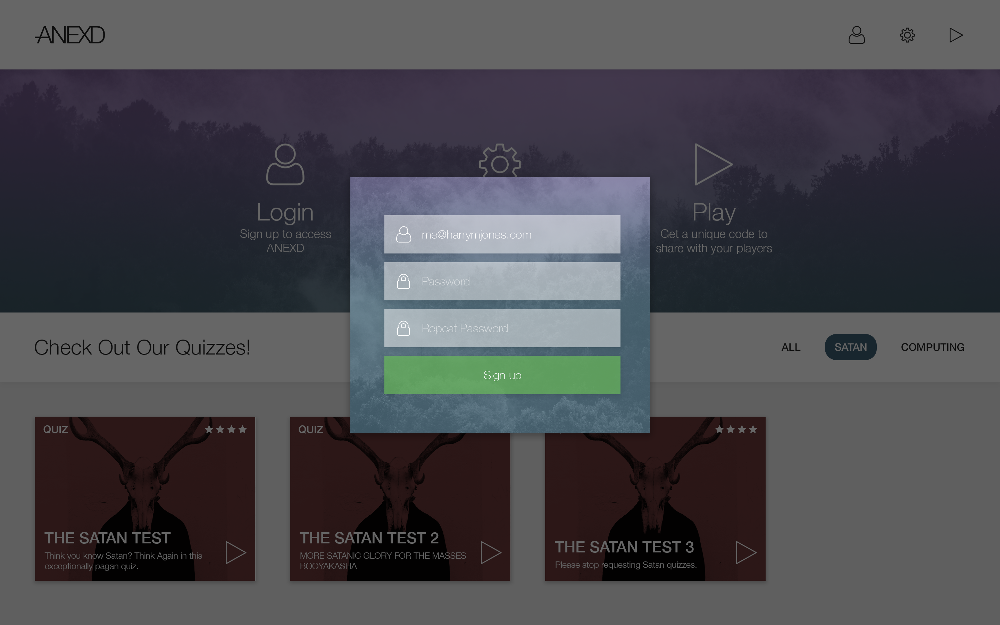 ANEXD
Login
Sign up to access
ANEXD
me@harrymjones.com
Password
Repeat Password
Sign up
Play
Get a unique code to
share with your players
Check Out Our Quizzes!
ALL
SATAN
COMPUTING
QUIZ
THE SATAN TEST
Think you know Satan? Think Again in this
exceptionally pagan quiz.
QUIZ
THE SATAN TEST 2
MORE SATANIC GLORY FOR THE MASSES
BOOYAKASHA
THE SATAN TEST 3
Please stop requesting Satan quizzes.